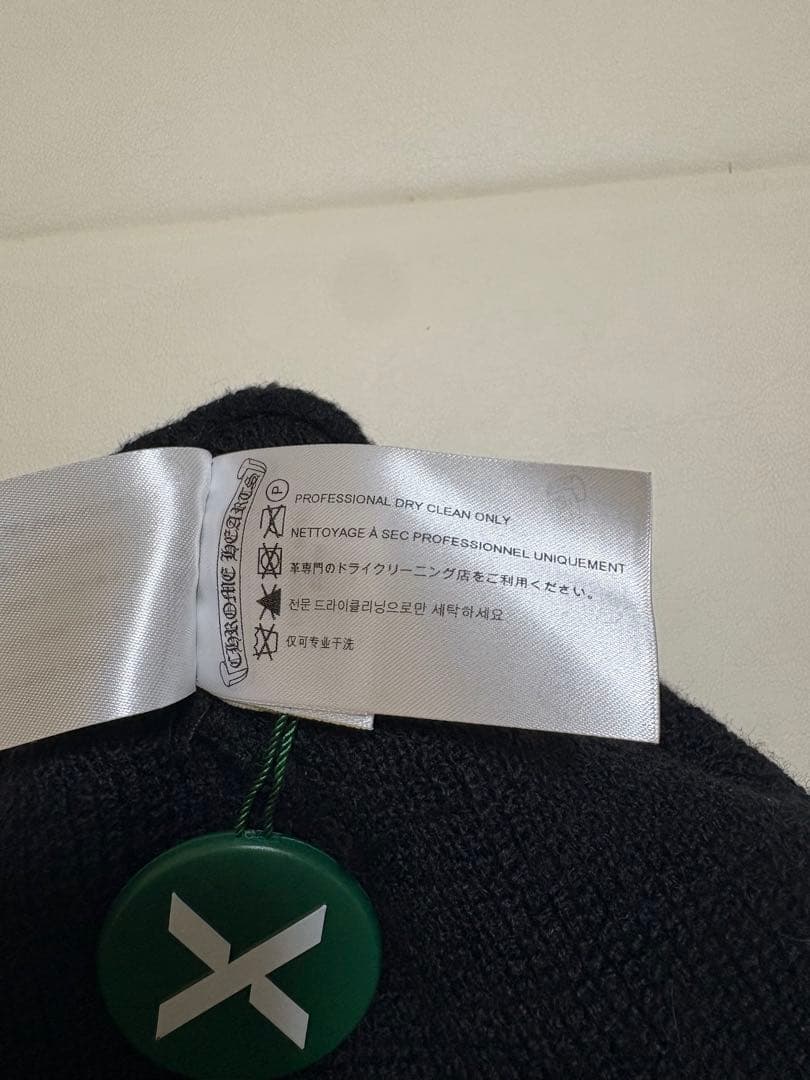 CHROME HEARTS
P
PROFESSIONAL DRY CLEAN ONLY
NETTOYAGE À SEC PROFESSIONNEL UNIQUEMENT
革専門のドライクリーニング店をご利用ください。
전문 드라이클리닝으로만 세탁하세요
仅可专业干洗
X